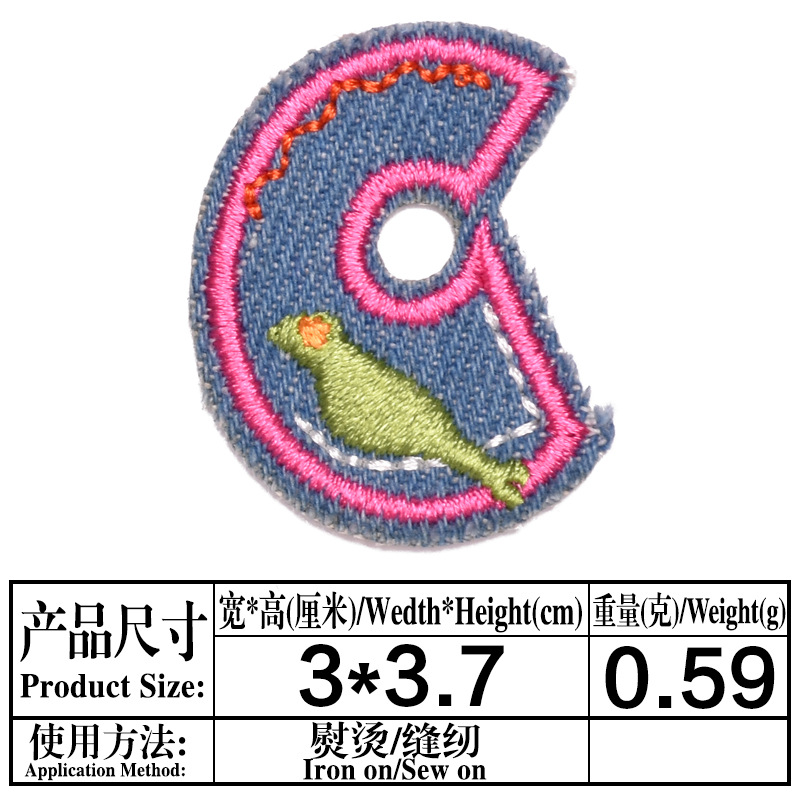 产品尺寸
Product Size:
宽*高(厘米)/Wedth*Height(cm)
3*3.7
重量(克)/Weight(g)
0.59
使用方法:
Application Method:
熨烫/缝纫
Iron on/Sew on